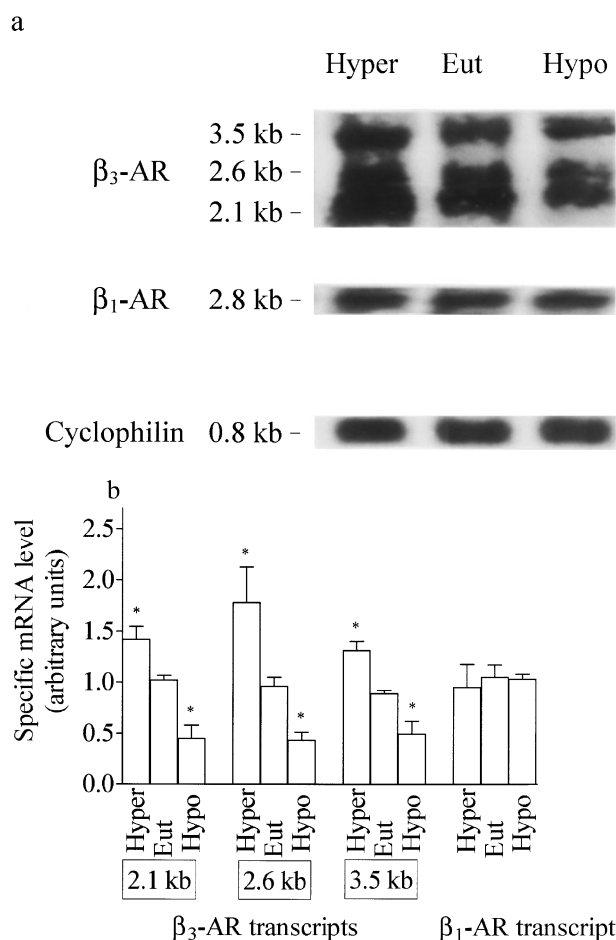 a
Hyper Eut Hypo
3.5 kb -
β₃-AR 2.6 kb -
2.1 kb -
β₁-AR 2.8 kb -
Cyclophilin 0.8 kb -
b
Specific mRNA level
(arbitrary units)
2.5
2.0
1.5
1.0
0.5
0.0
* * * * * *
Hyper Eut Hypo Hyper Eut Hypo Hyper Eut Hypo Hyper Eut Hypo
2.1 kb 2.6 kb 3.5 kb
β₃-AR transcripts β₁-AR transcript